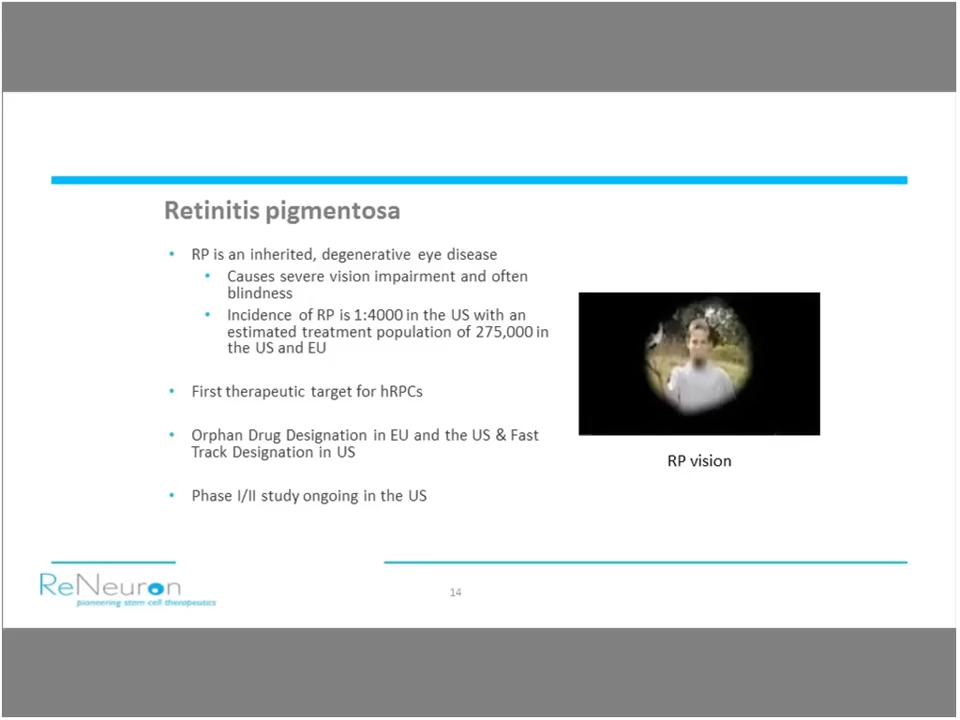 Retinitis pigmentosa
• RP is an inherited, degenerative eye disease
• Causes severe vision impairment and often
blindness
• Incidence of RP is 1:4000 in the US with an
estimated treatment population of 275,000 in
the US and EU
• First therapeutic target for hRPCs
• Orphan Drug Designation in EU and the US & Fast
Track Designation in US
• Phase I/II study ongoing in the US
RP vision
ReNeuron
pioneering stem cell therapeutics
14